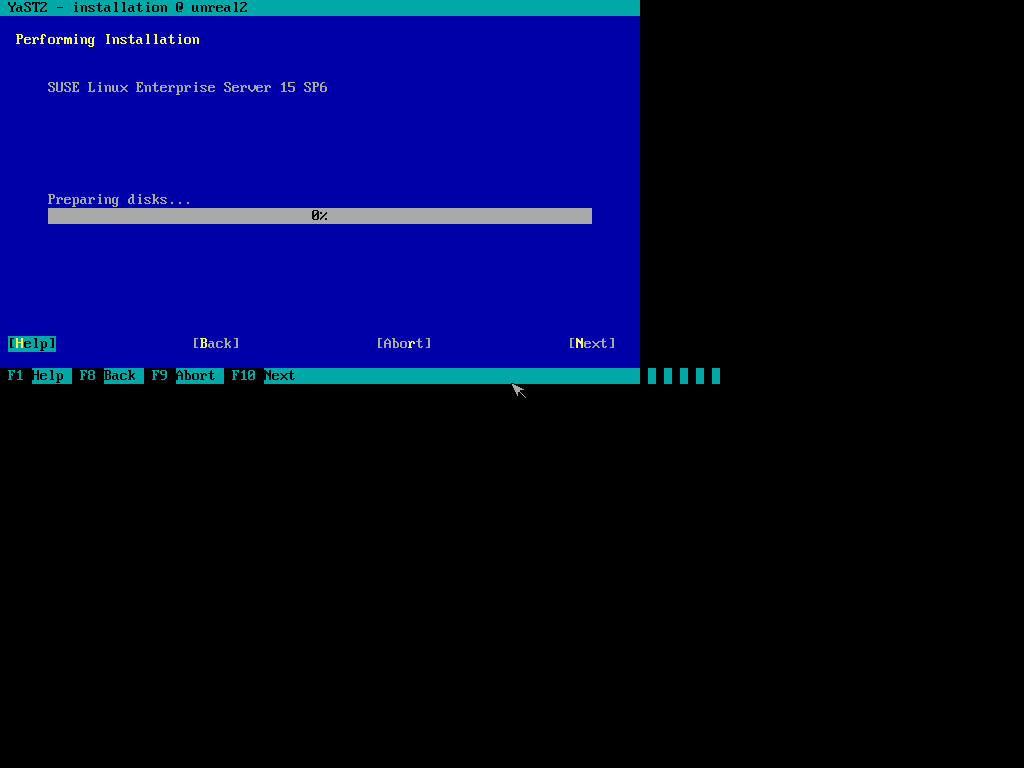 YaST2 - installation @ unreal2
Performing Installation
SUSE Linux Enterprise Server 15 SP6
Preparing disks...
0%
[Help] [Back] [Abort] [Next]
F1 Help F8 Back F9 Abort F10 Next